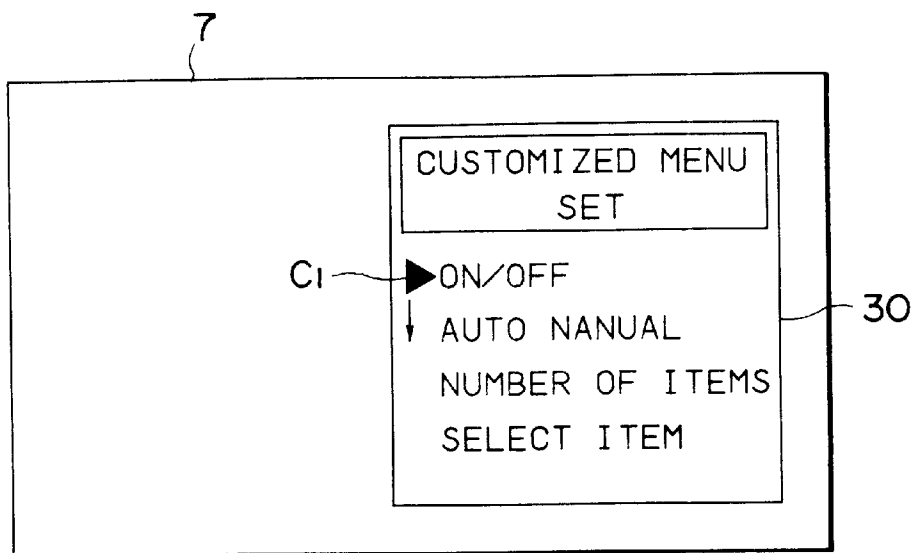 7
CUSTOMIZED MENU
SET
C1
ON/OFF
30
AUTO NANUAL
NUMBER OF ITEMS
SELECT ITEM